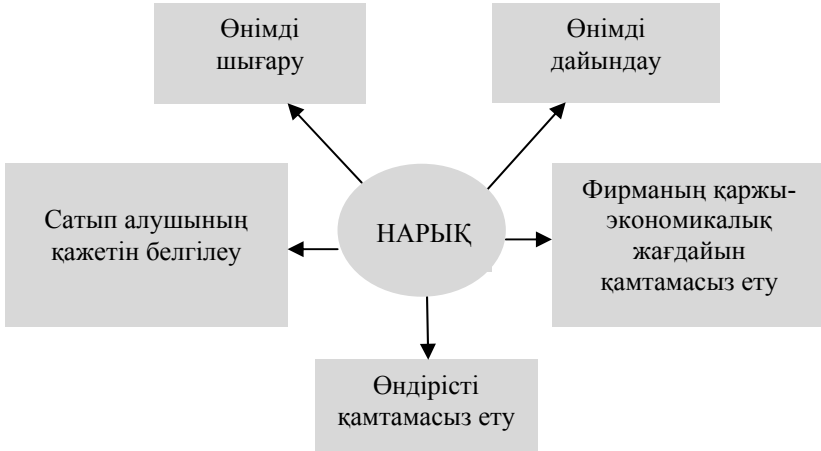 Өнімді
шығару
Өнімді
дайындау
Сатып алушының
қажетін белгілеу
НАРЫҚ
Фирманың қаржы-
экономикалық
жағдайын
қамтамасыз ету
Өндірісті
қамтамасыз ету